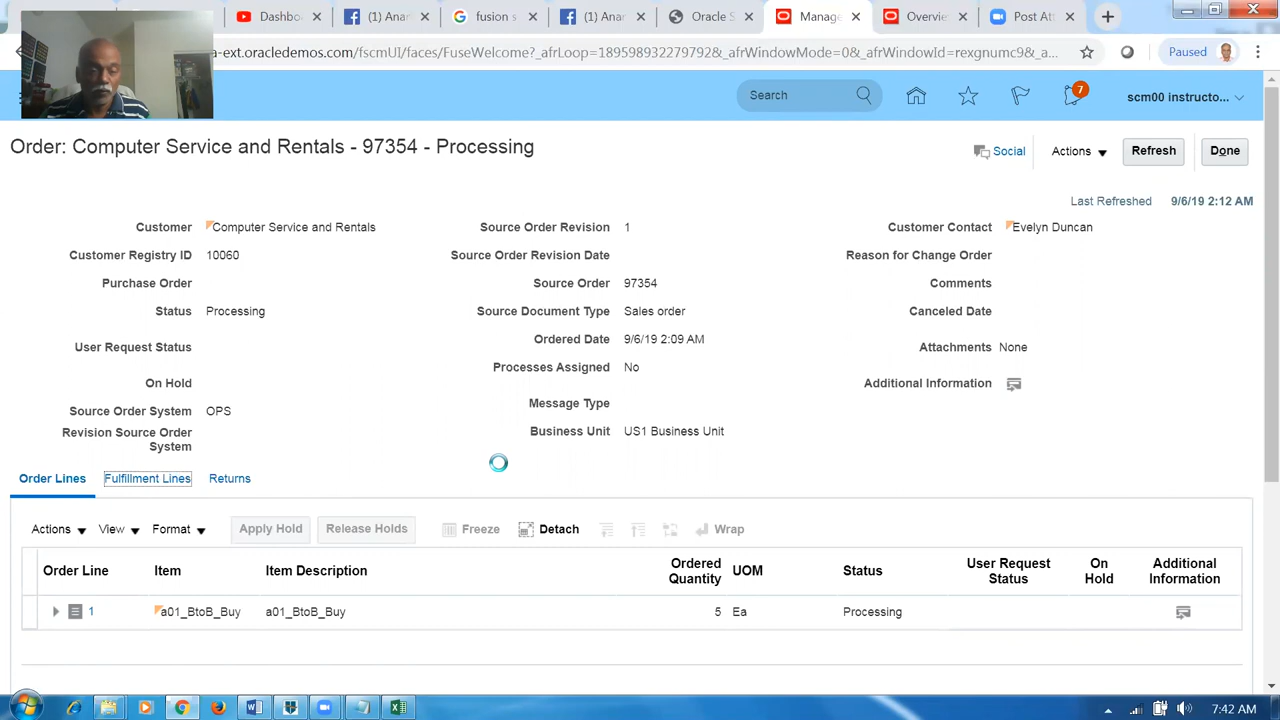 Dashbo
(1) Anan
fusion s
(1) Ana
Oracle S
Manage
Overvie
Post Att
a-ext.oracledemos.com/fscmUI/faces/FuseWelcome?_afrLoop=1895989322797928&_afrWindowMode=0&_afrWindowId=rexgnumc9&_a...
Paused
Search
7
scm00 instructo...
Order: Computer Service and Rentals - 97354 - Processing
Social
Actions
Refresh
Done
Last Refreshed 9/6/19 2:12 AM
Customer Computer Service and Rentals
Customer Registry ID 10060
Purchase Order
Status Processing
User Request Status
On Hold
Source Order System OPS
Revision Source Order
System
Source Order Revision 1
Source Order Revision Date
Source Order 97354
Source Document Type Sales order
Ordered Date 9/6/19 2:09 AM
Processes Assigned No
Message Type
Business Unit US1 Business Unit
Customer Contact Evelyn Duncan
Reason for Change Order
Comments
Canceled Date
Attachments None
Additional Information
Order Lines Fulfillment Lines Returns
Actions View Format Apply Hold Release Holds Freeze Detach Wrap
Order Line Item Item Description Ordered Quantity UOM Status User Request Status On Hold Additional Information
1 a01_BtoB_Buy a01_BtoB_Buy 5 Ea Processing
7:42 AM